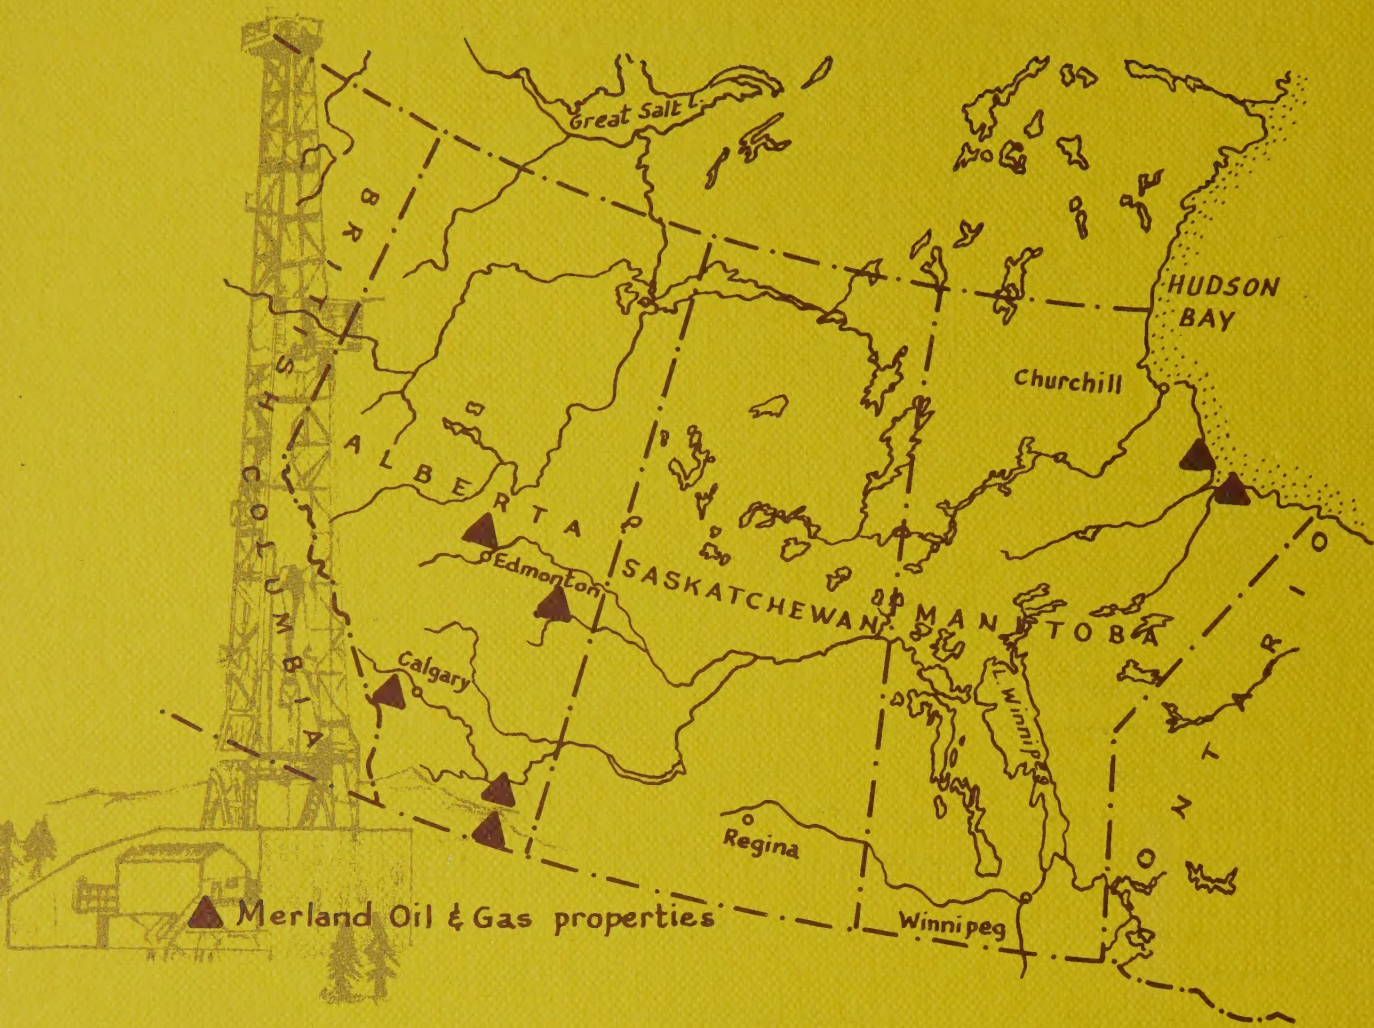 Great Salt L.
BRITISH COLUMBIA
HUDSON
BAY
Churchill
ALBERTA
Edmonton
SASKATCHEWAN
MANITOBA
ONTARIO
Calgary
L. Winnip
Regina
Winnipeg
Merland Oil & Gas properties